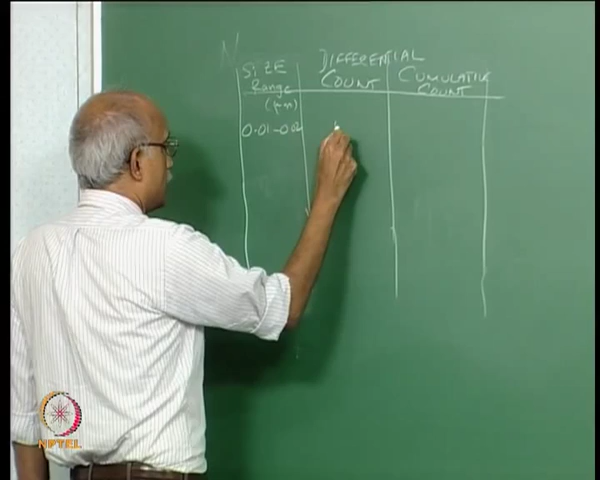 N
SIZE Range (μm)
DIFFERENTIAL COUNT
CUMULATIVE COUNT
0.01-0.02
NPTEL